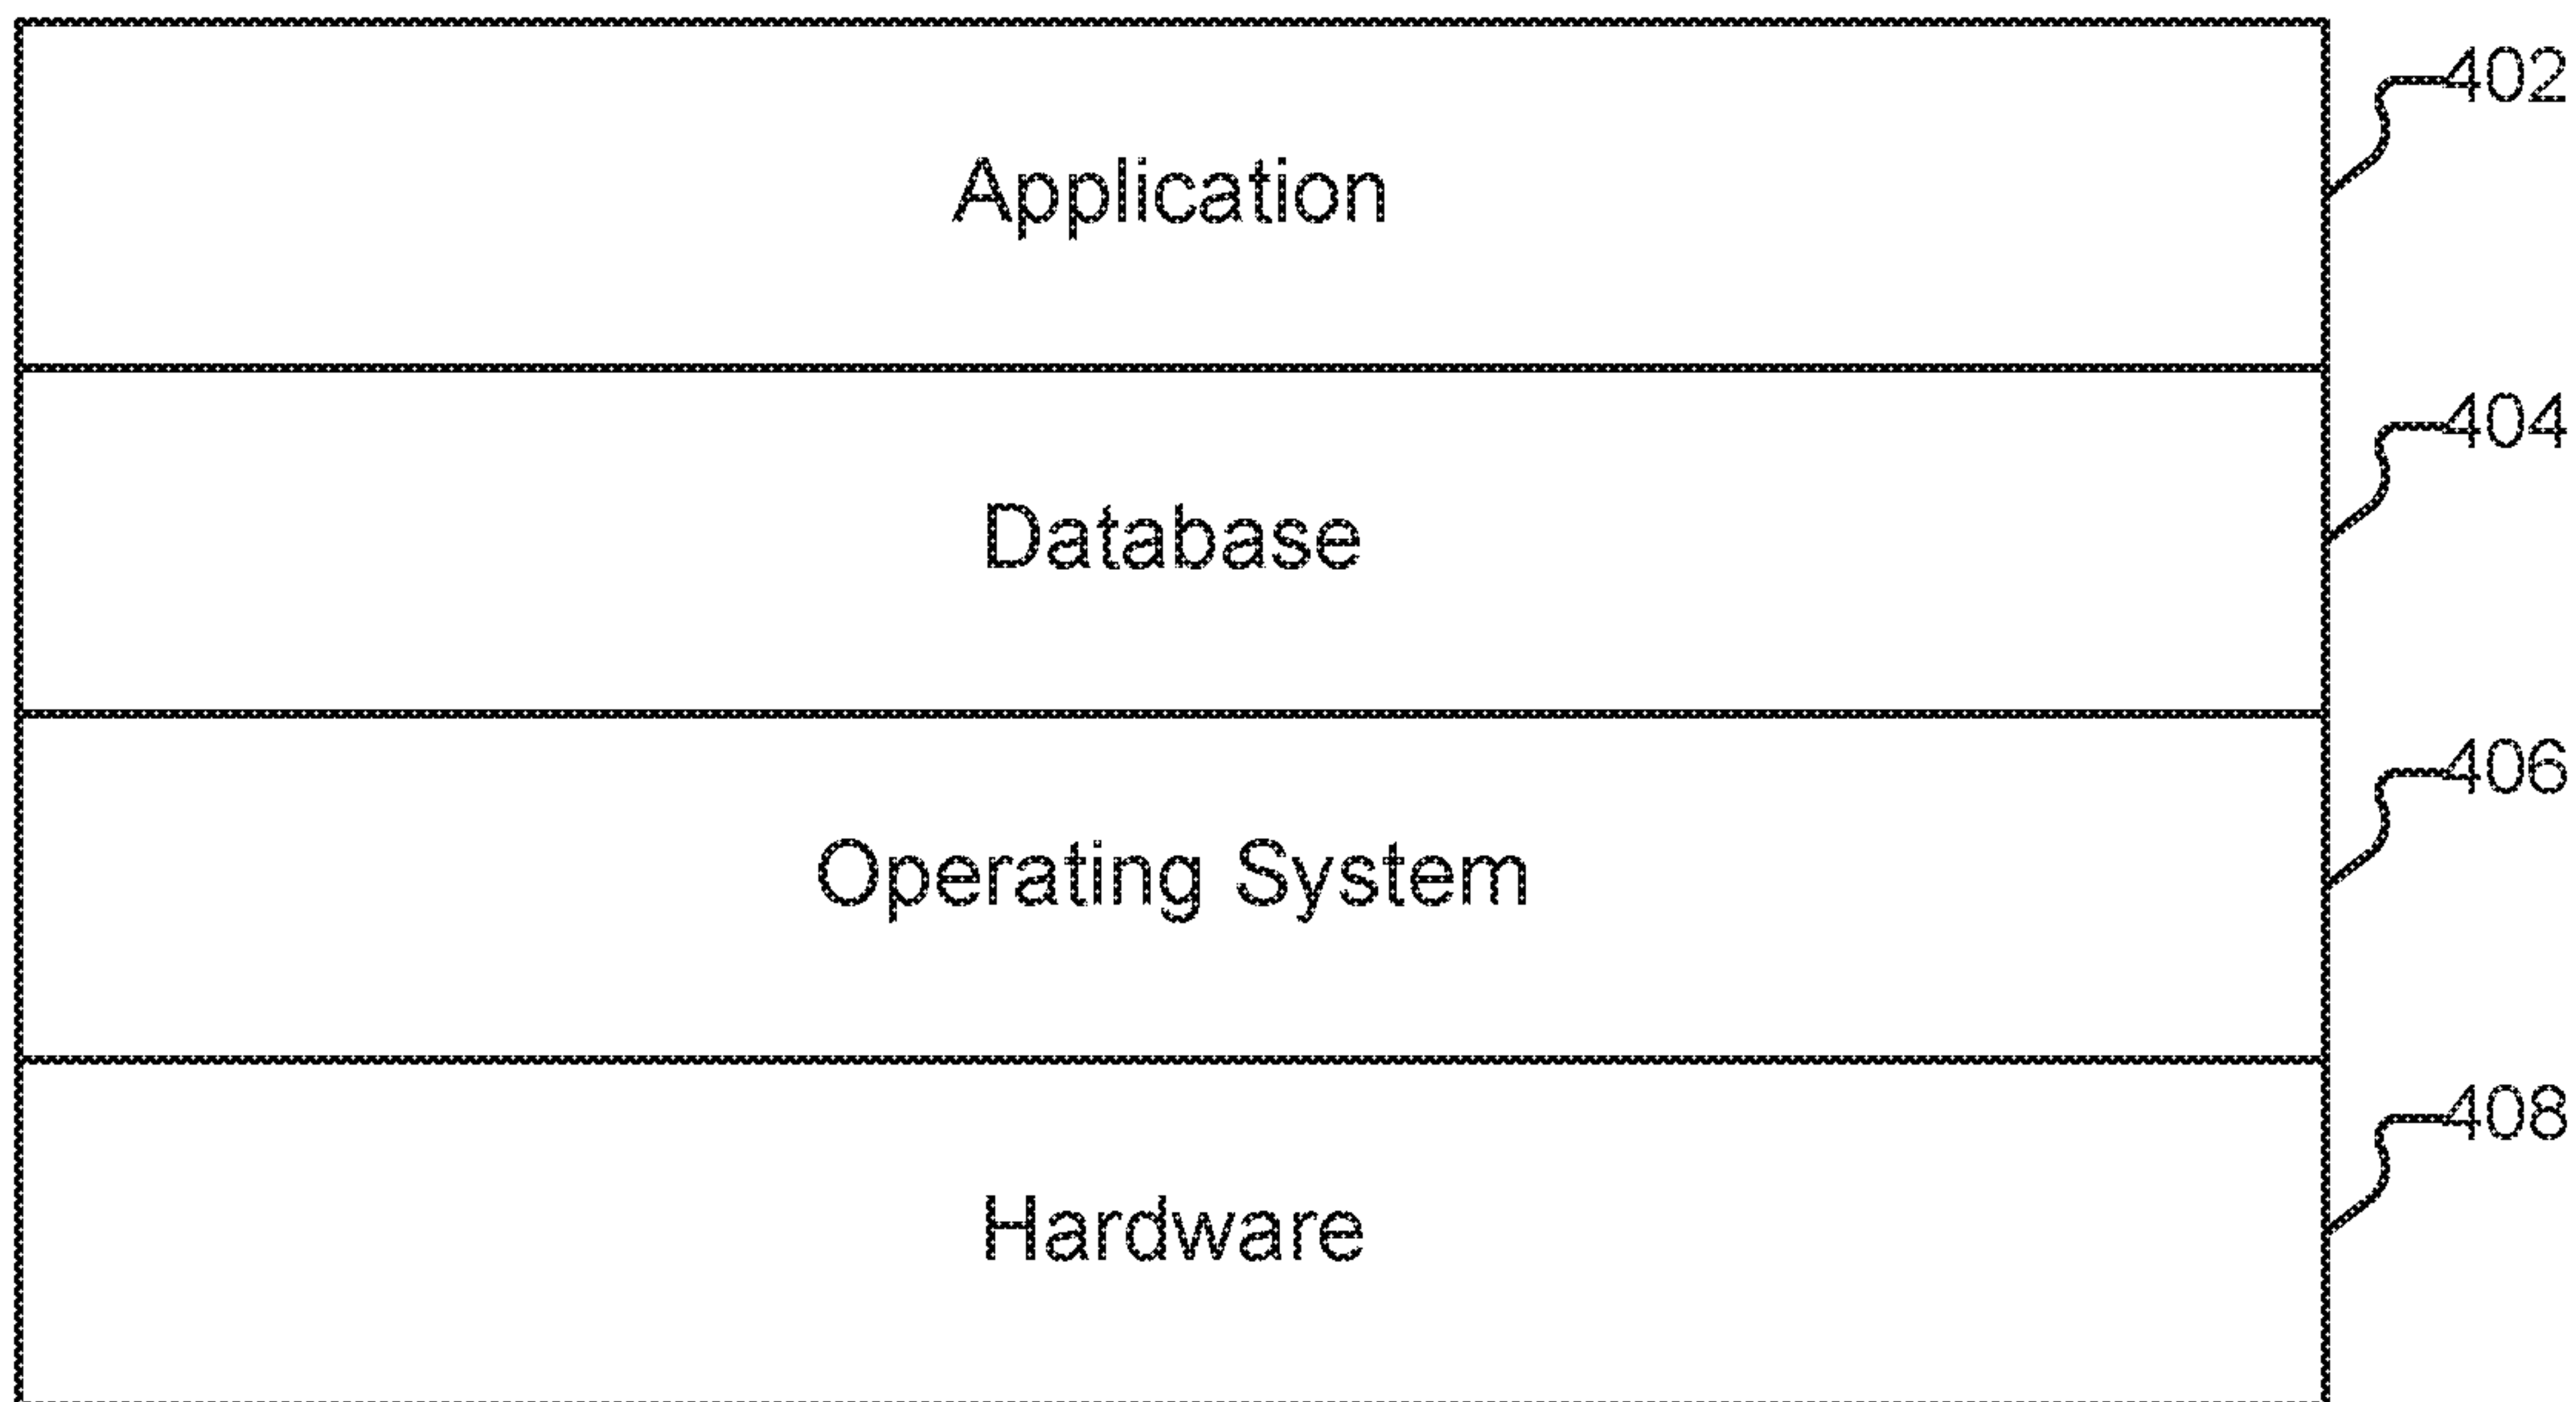 402
Application
404
Database
406
Operating System
408
Hardware